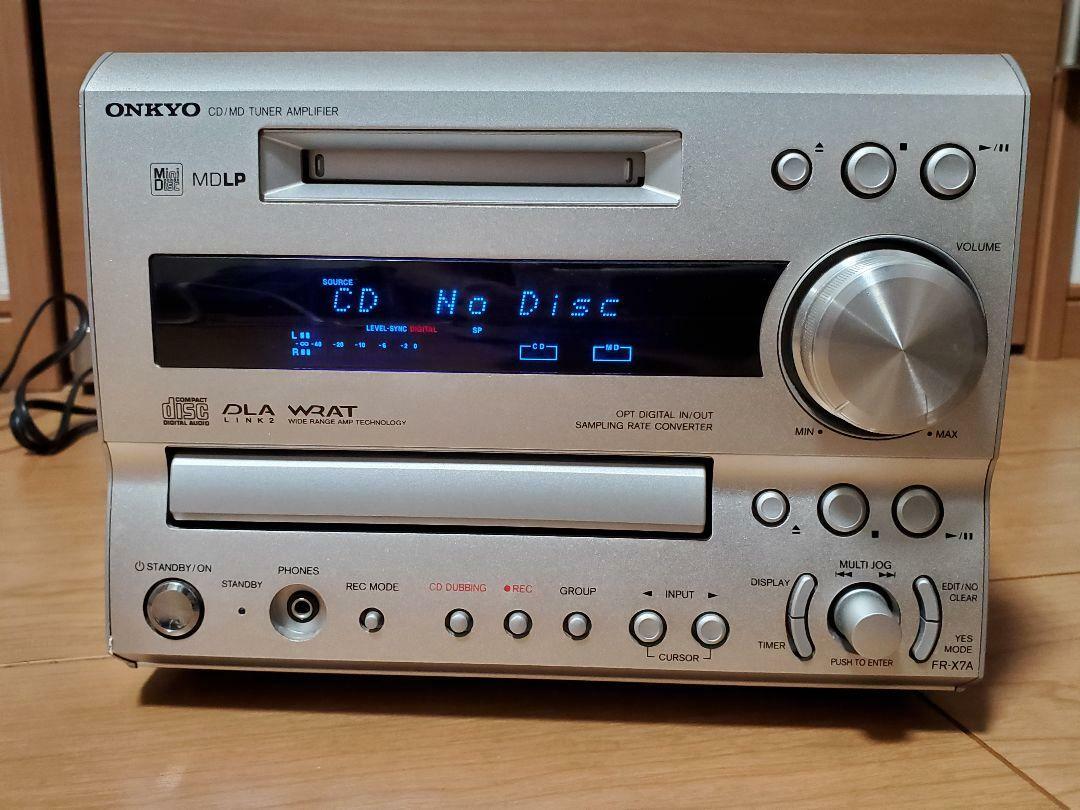 ONKYO CD/MD TUNER AMPLIFIER
Mini Disc MDLP
VOLUME
SOURCE
CD No Disc
LEVEL-SYNC DIGITAL SP
L
-∞ -40 -20 -10 -6 -2 0
R
CD MD
COMPACT disc DIGITAL AUDIO
DLA LINK2
WRAT WIDE RANGE AMP TECHNOLOGY
OPT DIGITAL IN/OUT
SAMPLING RATE CONVERTER
MIN MAX
STANDBY/ON
STANDBY
PHONES
REC MODE
CD DUBBING
REC
GROUP
INPUT
CURSOR
MULTI JOG
DISPLAY
TIMER
EDIT/NO
CLEAR
YES
MODE
PUSH TO ENTER
FR-X7A